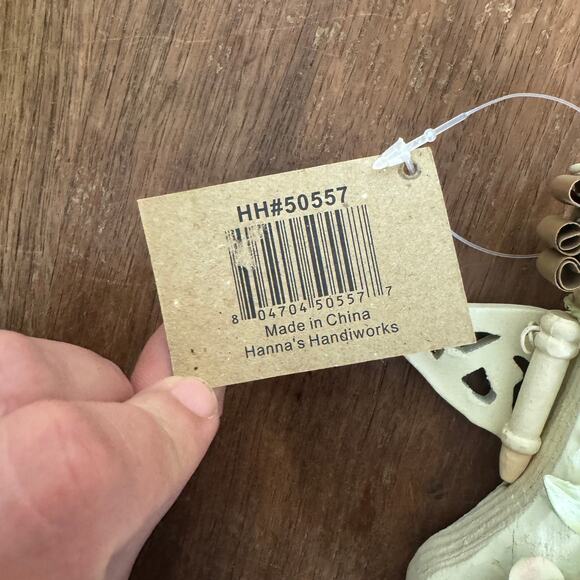 HH#50557
8 04704 50557 7
Made in China
Hanna's Handiworks